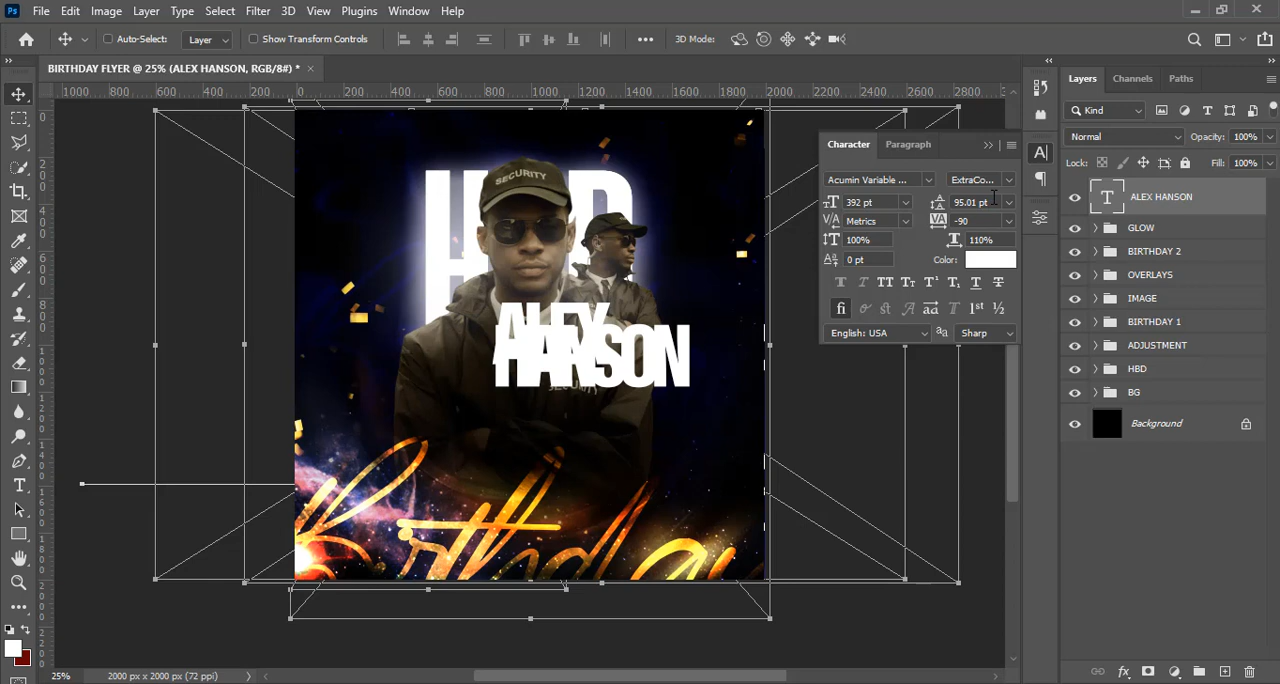 Ps File Edit Image Layer Type Select Filter 3D View Plugins Window Help
Auto-Select: Layer Show Transform Controls 3D Mode:
BIRTHDAY FLYER @ 25% (ALEX HANSON, RGB/8#) *
1000 800 600 400 200 0 200 400 600 800 1000 1200 1400 1600 1800 2000 2200 2400 2600 2800
Layers Channels Paths
Kind
Normal Opacity: 100%
Lock: Fill: 100%
ALEX HANSON
GLOW
BIRTHDAY 2
OVERLAYS
IMAGE
BIRTHDAY 1
ADJUSTMENT
HBD
BG
Background
Character Paragraph
Acumin Variable ... ExtraCo...
392 pt 95.01 pt
Metrics -90
100% 110%
0 pt Color:
English: USA Sharp
HBD
SECURITY
ALEX
HANSON
SECURITY
Birthday
25% 2000 px x 2000 px (72 ppi)